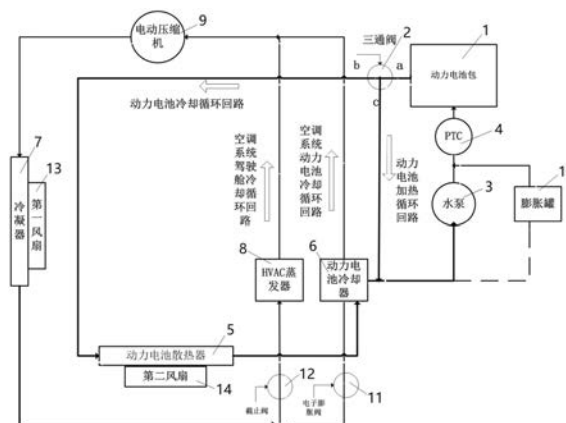 9
电动压缩
机
三通阀
2
1
b
a
c
动力电池包
动力电池冷却循环回路
PTC
4
7
13
冷凝器
第一风扇
空调
系统
驾驶
舱冷
却循
环回
路
空调
系统
动力
电池
冷却
循环
回路
动力
电池
加热
循环
回路
3
水泵
1
膨胀罐
8
HVAC蒸
发器
6
动力电
池冷却
器
5
动力电池散热器
第二风扇
14
12
截止阀
11
电子膨
胀阀